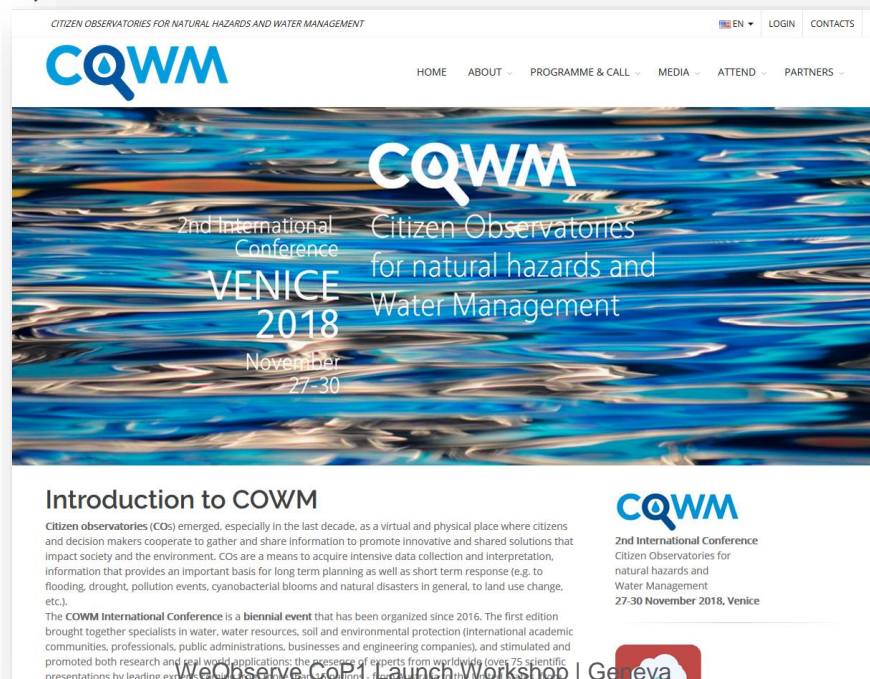 CITIZEN OBSERVATORIES FOR NATURAL HAZARDS AND WATER MANAGEMENT
EN LOGIN CONTACTS
COWM
HOME ABOUT PROGRAMME & CALL MEDIA ATTEND PARTNERS
COWM
2nd International
Conference
VENICE
2018
November
27-30
Citizen Observatories
for natural hazards and
Water Management
Introduction to COWM
Citizen observatories (COs) emerged, especially in the last decade, as a virtual and physical place where citizens
and decision makers cooperate to gather and share information to promote innovative and shared solutions that
impact society and the environment. COs are a means to acquire intensive data collection and interpretation,
information that provides an important basis for long term planning as well as short term response (e.g. to
flooding, drought, pollution events, cyanobacterial blooms and natural disasters in general, to land use change,
etc.).
The COWM International Conference is a biennial event that has been organized since 2016. The first edition
brought together specialists in water, water resources, soil and environmental protection (international academic
communities, professionals, public administrations, businesses and engineering companies), and stimulated and
promoted both research and real world applications: the presence of experts from worldwide (over 75 scientific
presentations by leading experts
COWM
2nd International Conference
Citizen Observatories for
natural hazards and
Water Management
27-30 November 2018, Venice
WeObserve CoP1 Launch Workshop | Geneva